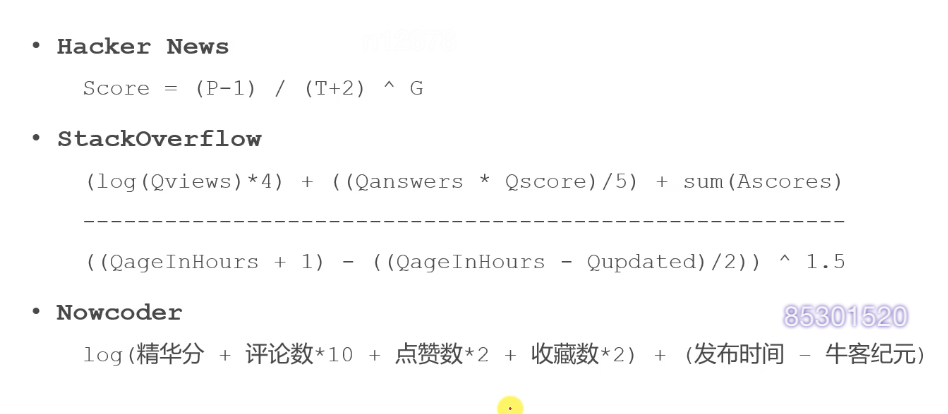 • Hacker News
Score = (P-1) / (T+2) ^ G
• StackOverflow
(log(Qviews)*4) + ((Qanswers * Qscore)/5) + sum(Ascores)
--------------------------------------------------------
((QageInHours + 1) - ((QageInHours - Qupdated)/2)) ^ 1.5
• Nowcoder
85301520
log(精华分 + 评论数*10 + 点赞数*2 + 收藏数*2) + (发布时间 – 牛客纪元)